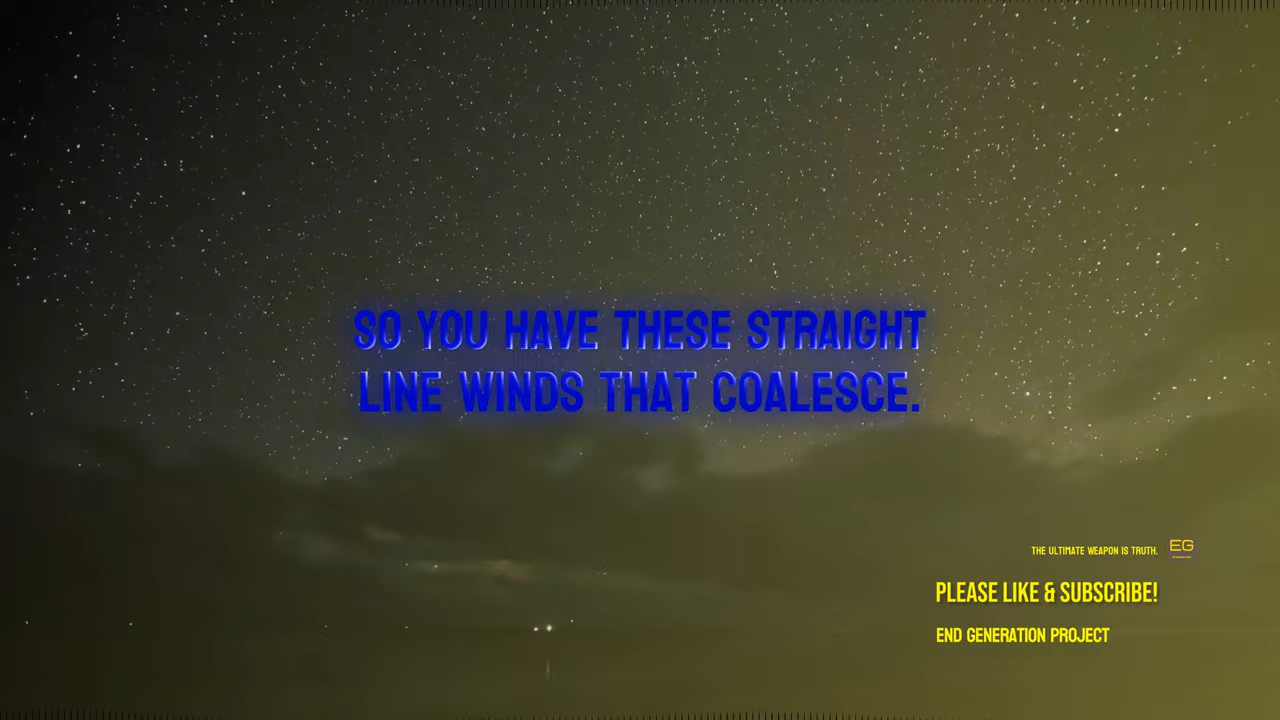 SO YOU HAVE THESE STRAIGHT
LINE WINDS THAT COALESCE.
THE ULTIMATE WEAPON IS TRUTH.
EG
PLEASE LIKE & SUBSCRIBE!
END GENERATION PROJECT